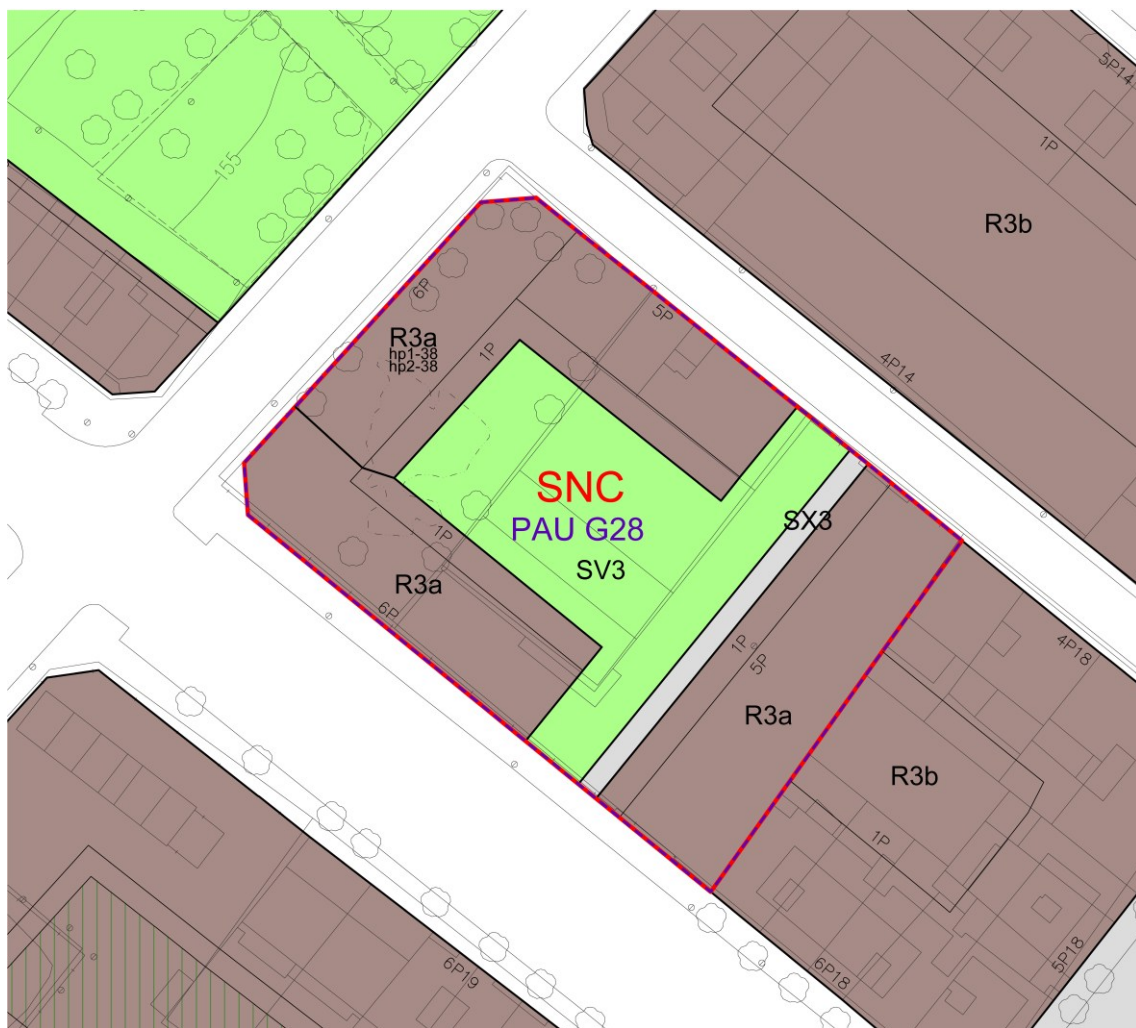 5P14
1P
155
R3b
6P
5P
R3a
hp1-38
hp2-38
1P
4P14
SNC
PAU G28
SX3
SV3
1P
R3a
6P
1P
5P
4P18
R3a
R3b
1P
6P19
6P18
5P18